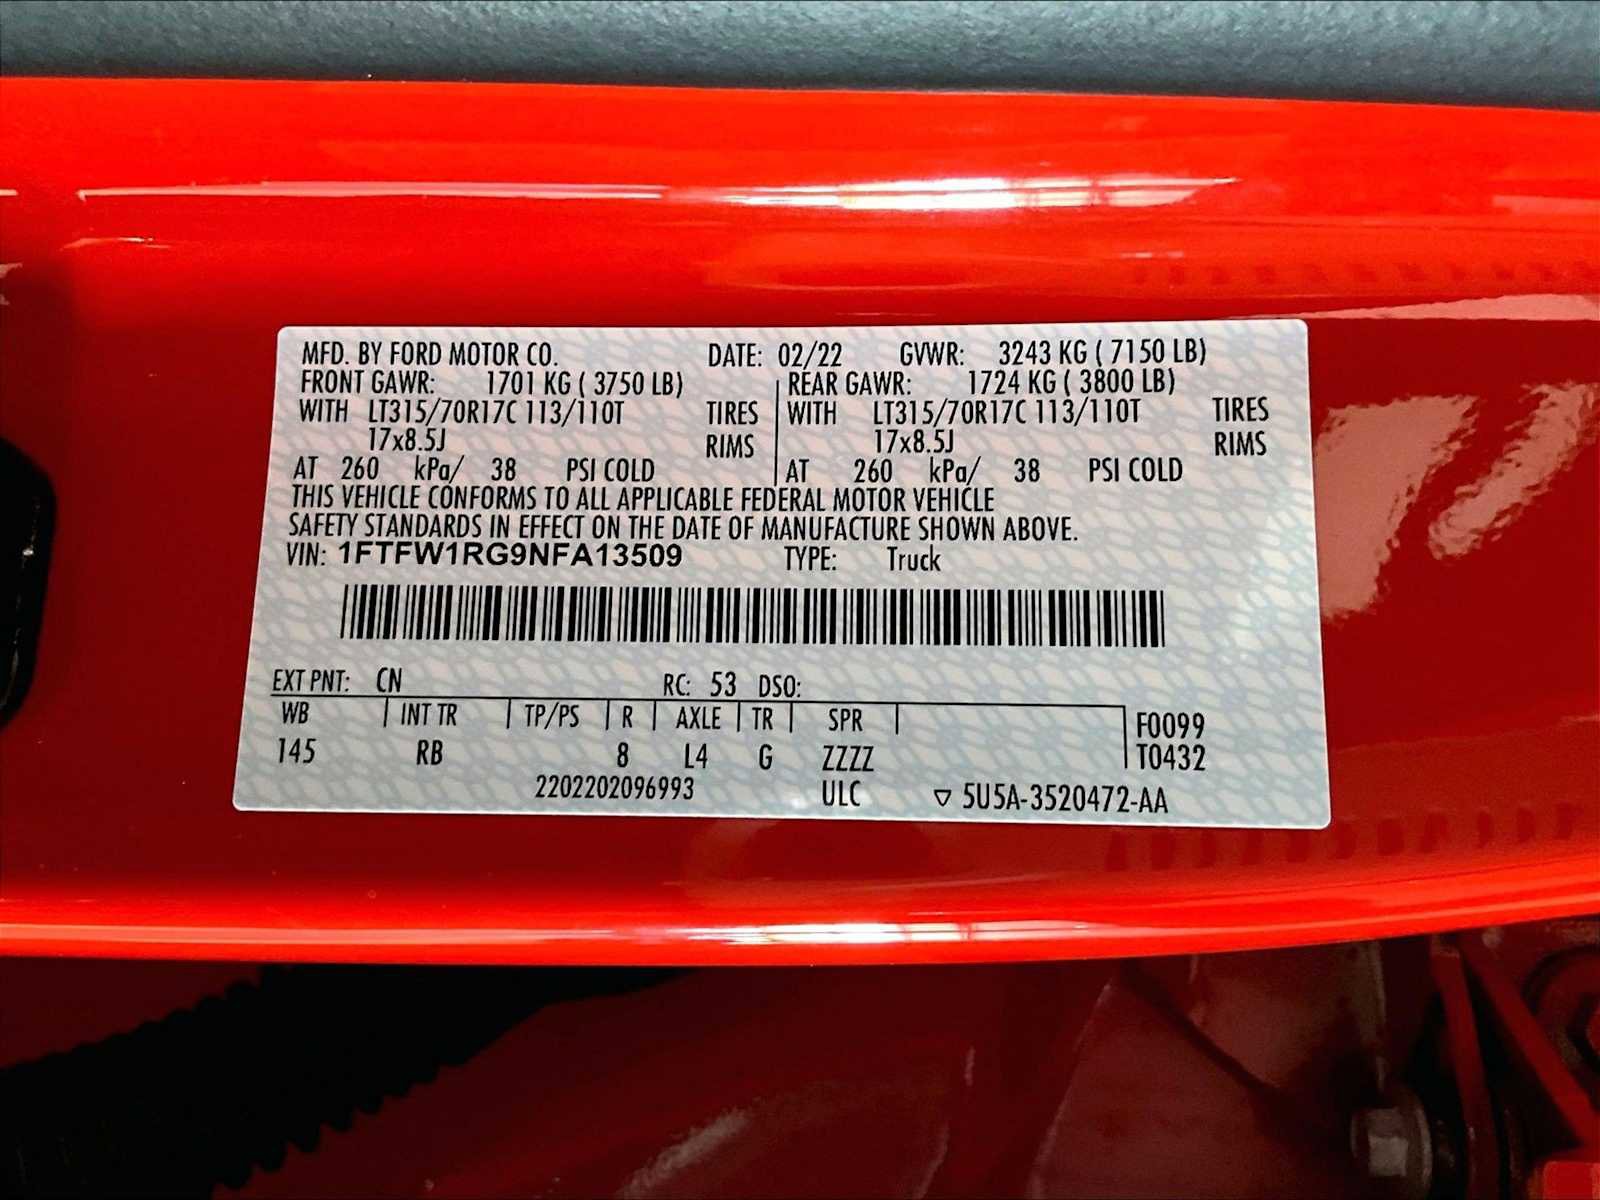 MFD. BY FORD MOTOR CO. DATE: 02/22 GVWR: 3243 KG ( 7150 LB)
FRONT GAWR: 1701 KG ( 3750 LB) REAR GAWR: 1724 KG ( 3800 LB)
WITH LT315/70R17C 113/110T TIRES WITH LT315/70R17C 113/110T TIRES
17x8.5J RIMS 17x8.5J RIMS
AT 260 kPa/ 38 PSI COLD AT 260 kPa/ 38 PSI COLD
THIS VEHICLE CONFORMS TO ALL APPLICABLE FEDERAL MOTOR VEHICLE
SAFETY STANDARDS IN EFFECT ON THE DATE OF MANUFACTURE SHOWN ABOVE.
VIN: 1FTFW1RG9NFA13509 TYPE: Truck
EXT PNT: CN RC: 53 DSO:
WB INT TR TP/PS R AXLE TR SPR F0099
145 RB 8 L4 G ZZZZ T0432
2202202096993 ULC 5U5A-3520472-AA